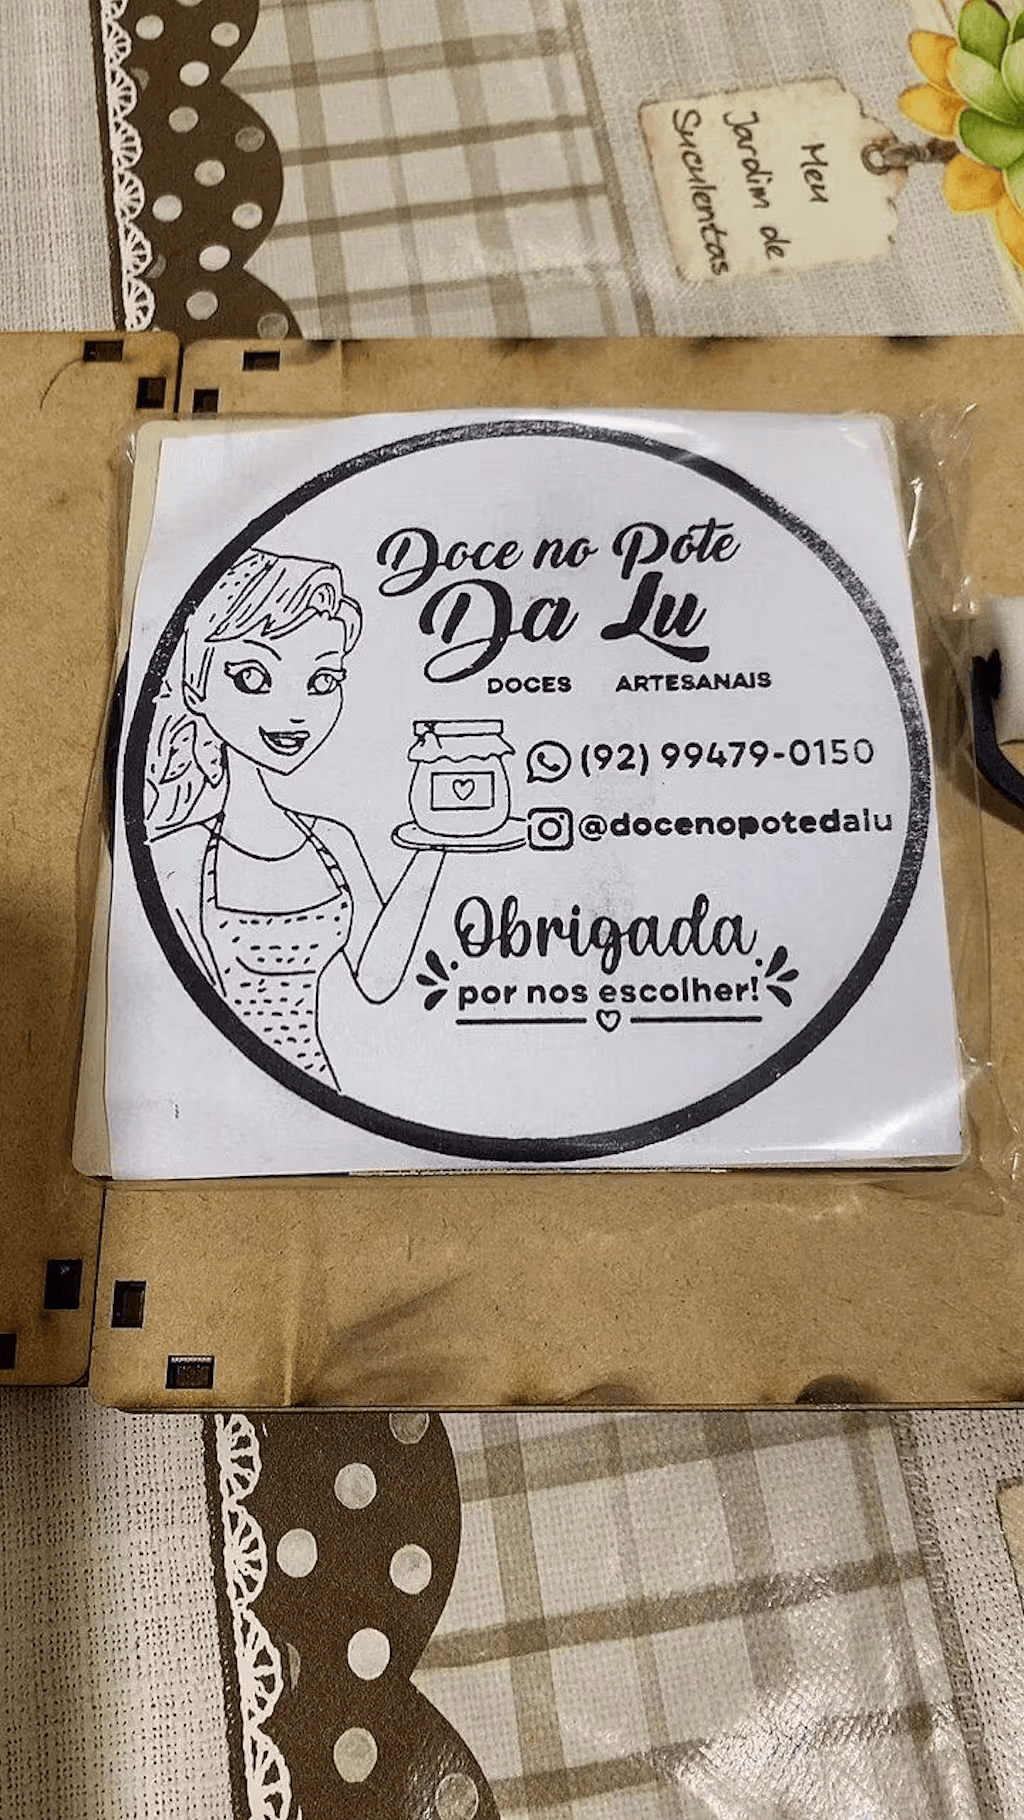 Meu
Jardim de
Suculentas
Doce no Pote
Da Lu
DOCES ARTESANAIS
(92) 99479-0150
@docenopotedalu
Obrigada
por nos escolher!